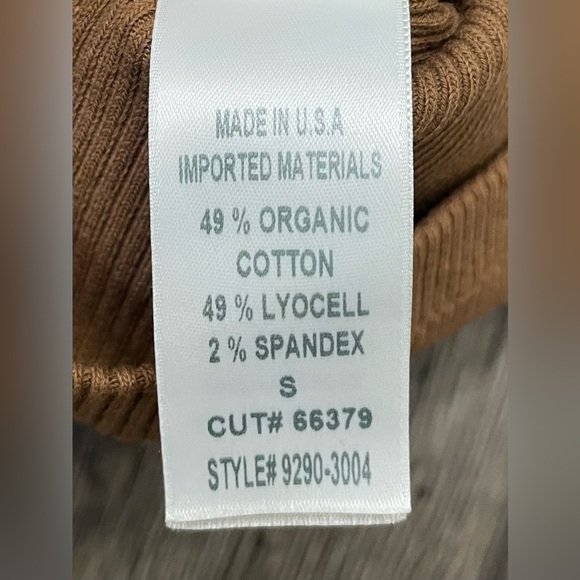 MADE IN U.S.A
IMPORTED MATERIALS
49 % ORGANIC
COTTON
49 % LYOCELL
2 % SPANDEX
S
CUT# 66379
STYLE# 9290-3004